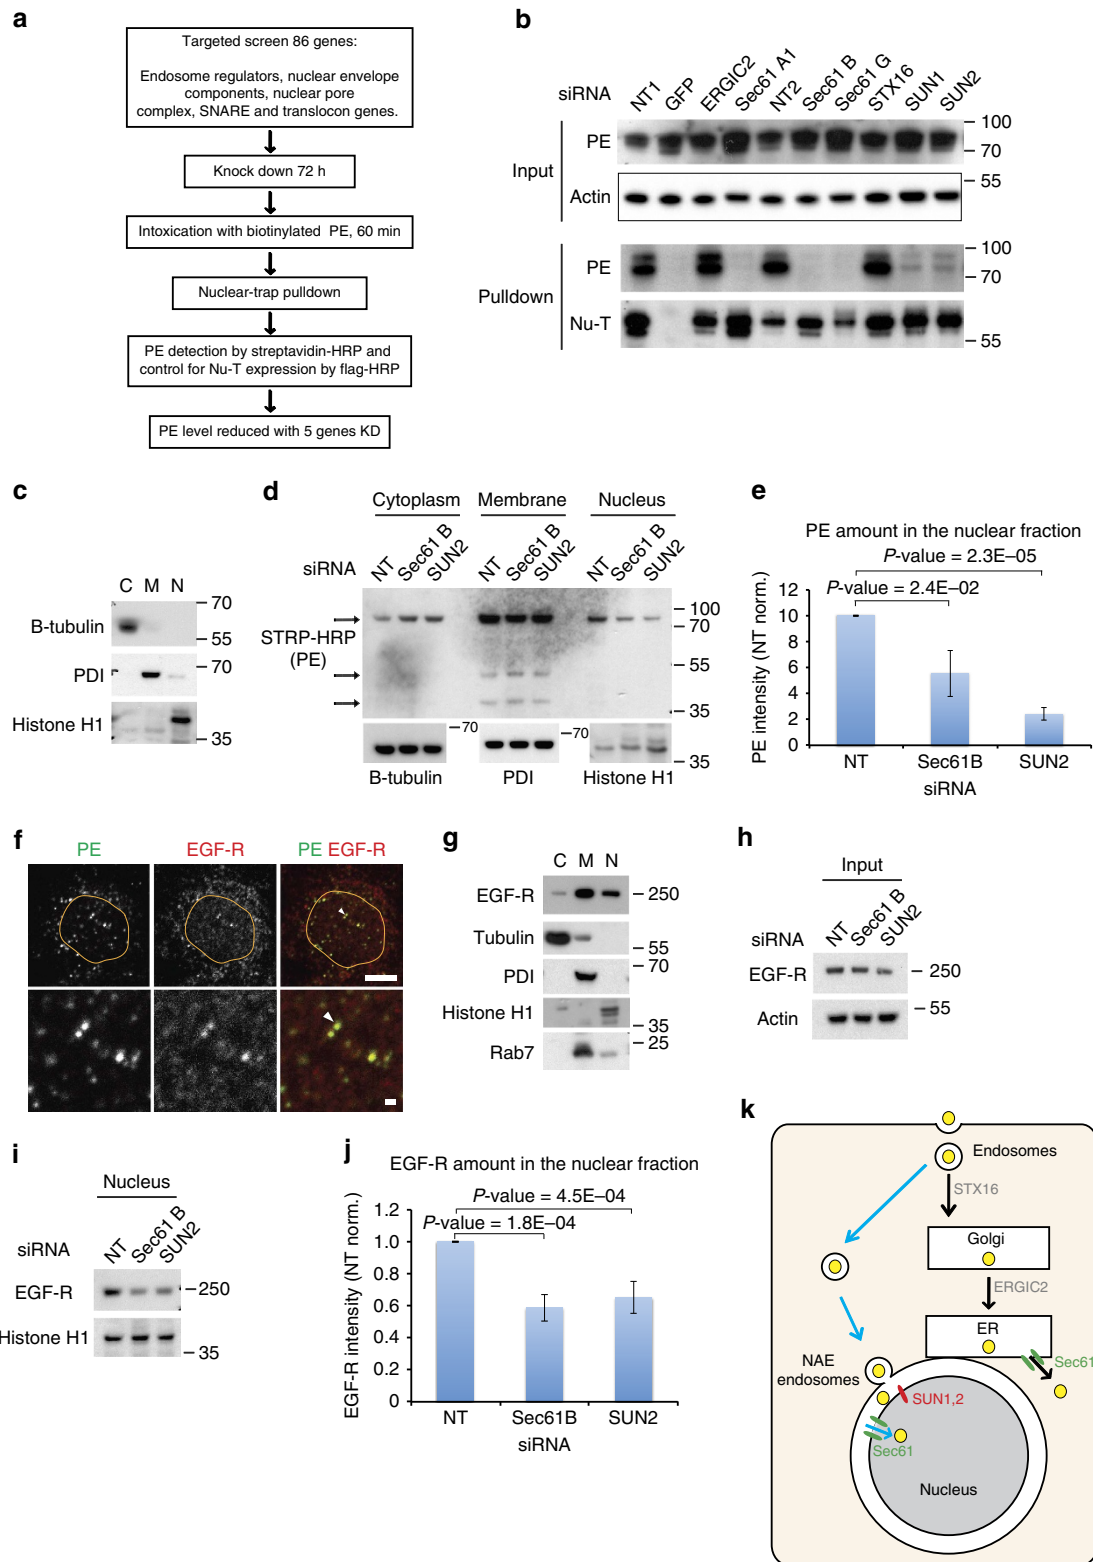 a
Targeted screen 86 genes:
Endosome regulators, nuclear envelope
components, nuclear pore
complex, SNARE and translocon genes.
Knock down 72 h
Intoxication with biotinylated PE, 60 min
Nuclear-trap pulldown
PE detection by streptavidin-HRP and
control for Nu-T expression by flag-HRP
PE level reduced with 5 genes KD
b
siRNA NT1 GFP ERGIC2 Sec61 A1 NT2 Sec61 B Sec61 G STX16 SUN1 SUN2
Input
PE
100
70
Actin
55
Pulldown
PE
100
70
Nu-T
55
c
C M N
B-tubulin
70
55
PDI
70
Histone H1
35
d
Cytoplasm Membrane Nucleus
siRNA NT Sec61 B SUN2 NT Sec61 B SUN2 NT Sec61 B SUN2
STRP-HRP
(PE)
100
70
55
35
70
70
35
B-tubulin PDI Histone H1
e
PE amount in the nuclear fraction
P-value = 2.3E–05
P-value = 2.4E–02
PE intensity (NT norm.)
12
10
8
6
4
2
0
NT Sec61B SUN2
siRNA
f
PE EGF-R PE EGF-R
g
C M N
EGF-R
250
Tubulin
55
PDI
70
Histone H1
35
Rab7
25
h
Input
siRNA NT Sec61 B SUN2
EGF-R
250
Actin
55
i
Nucleus
siRNA NT Sec61 B SUN2
EGF-R
250
Histone H1
35
j
EGF-R amount in the nuclear fraction
P-value = 4.5E–04
P-value = 1.8E–04
EGF-R intensity (NT norm.)
1.2
1.0
0.8
0.6
0.4
0.2
0
NT Sec61B SUN2
siRNA
k
Endosomes
STX16
Golgi
ERGIC2
ER
Sec61
NAE
endosomes
SUN1,2
Sec61
Nucleus